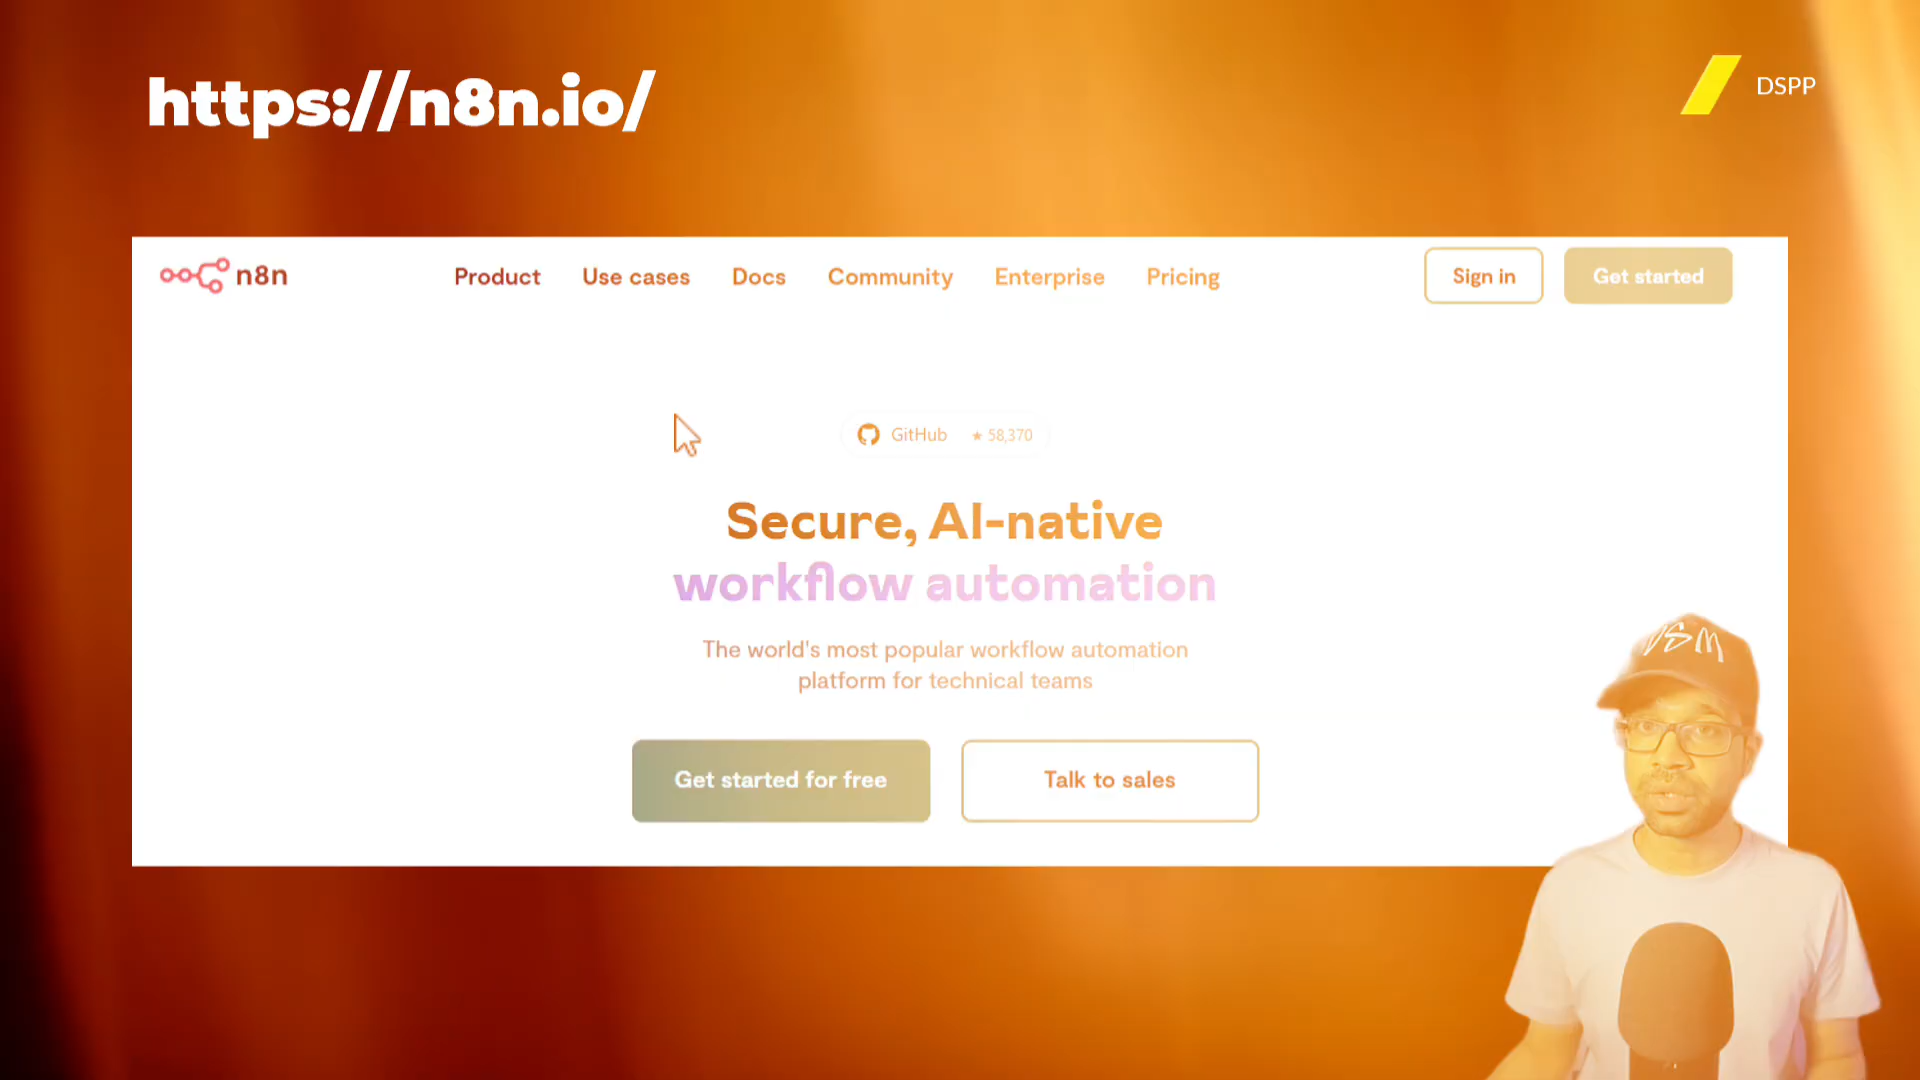 https://n8n.io/
DSPP
n8n
Product
Use cases
Docs
Community
Enterprise
Pricing
Sign in
Get started
GitHub
★ 58,370
Secure, AI-native
workflow automation
The world's most popular workflow automation
platform for technical teams
Get started for free
Talk to sales
DSM